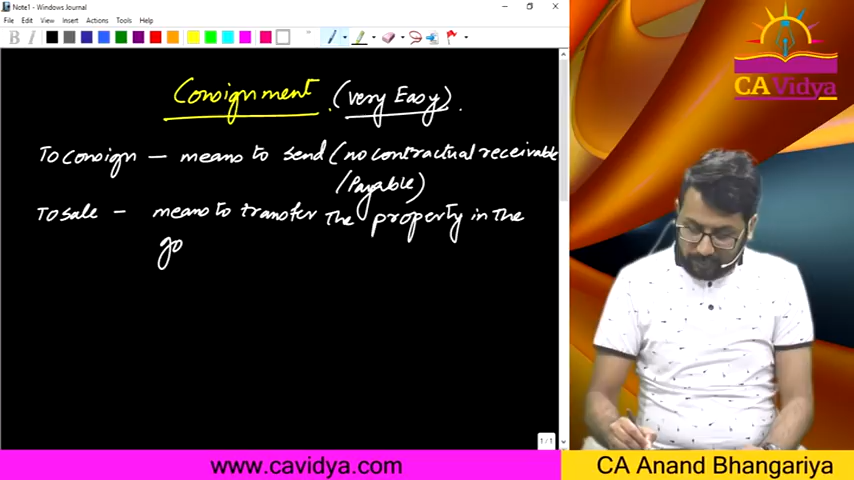 Note1 - Windows Journal
File Edit View Insert Actions Tools Help
B I
Consignment (very Easy).
To consign — means to send (no contractual receivable
/Payable)
To sale – means to transfer the property in the
go
1 / 1
CA Vidya
www.cavidya.com
CA Anand Bhangariya